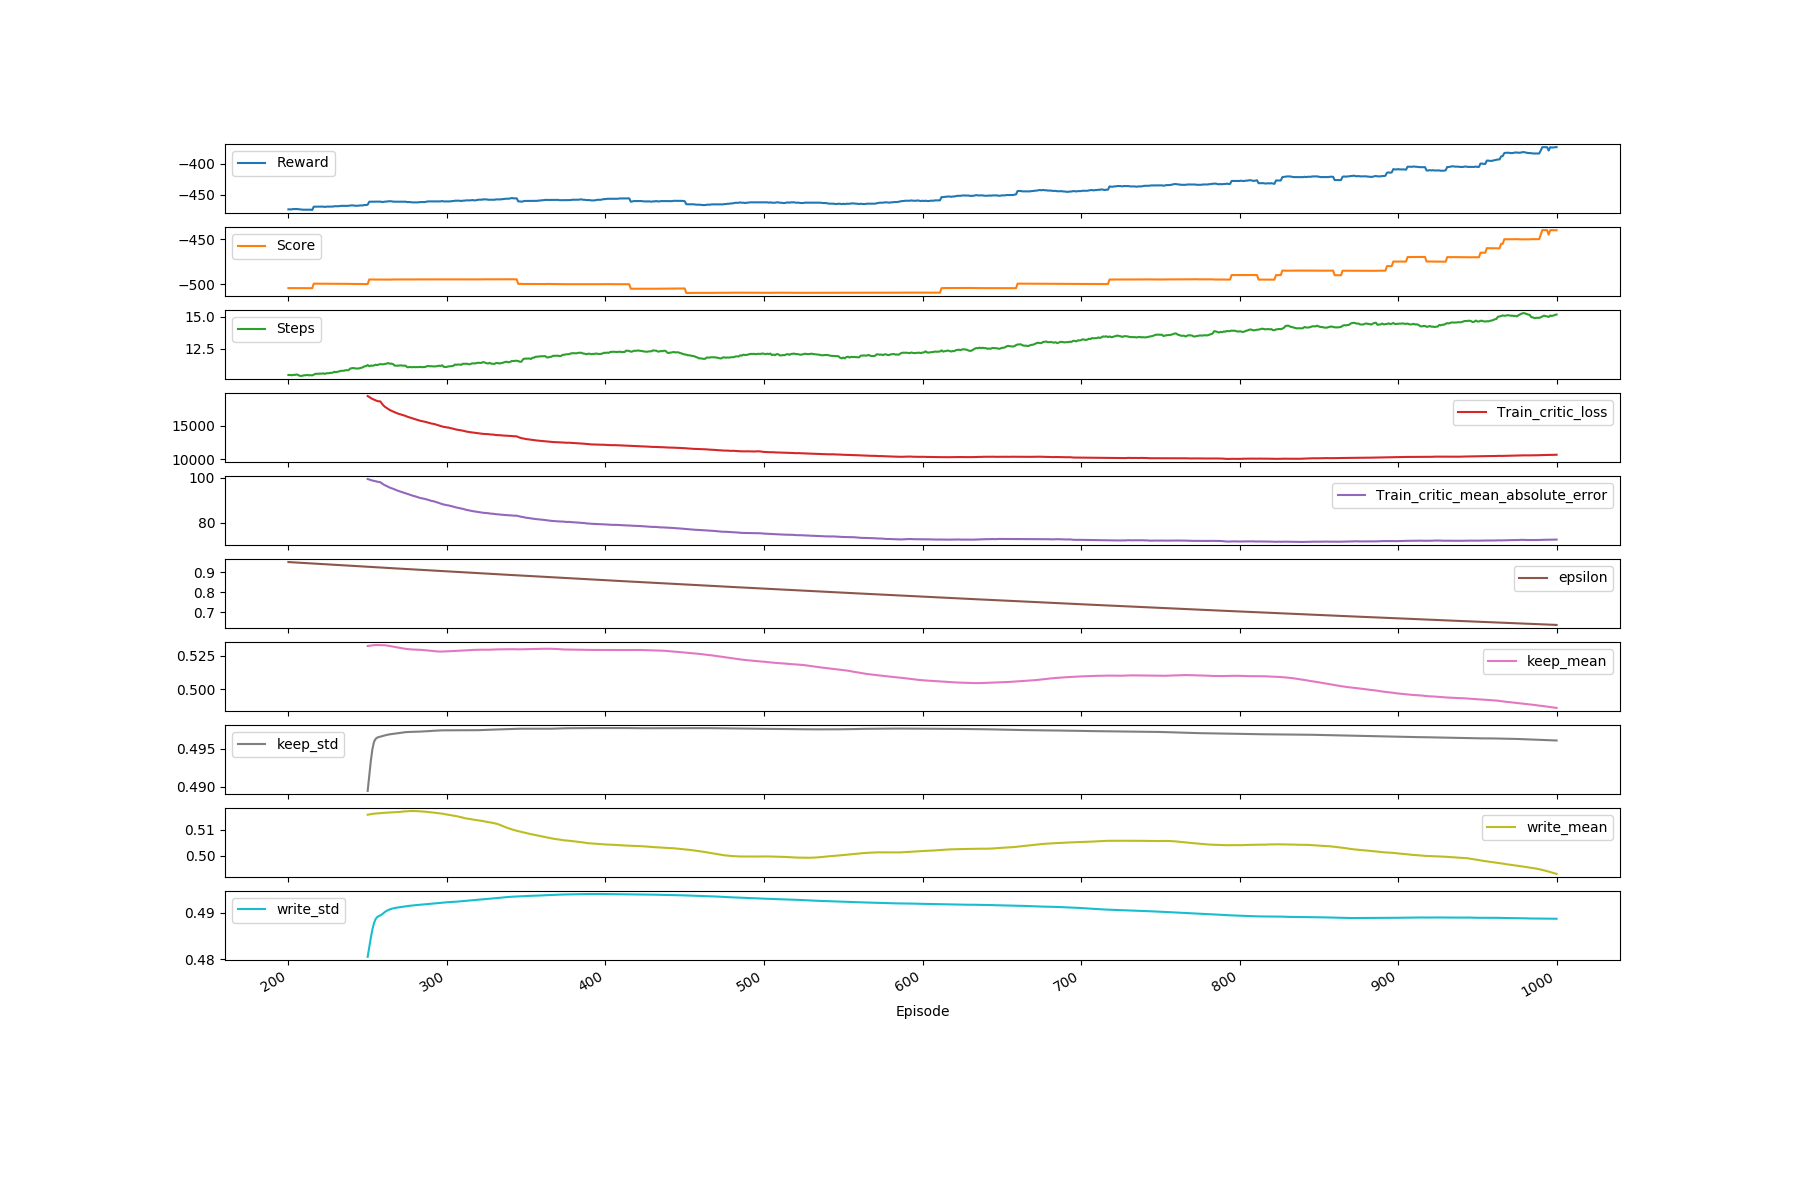 Reward
−400
−450
Score
−450
−500
Steps
15.0
12.5
Train_critic_loss
15000
10000
Train_critic_mean_absolute_error
100
80
epsilon
0.9
0.8
0.7
keep_mean
0.525
0.500
keep_std
0.495
0.490
write_mean
0.51
0.50
write_std
0.49
0.48
200 300 400 500 600 700 800 900 1000
Episode